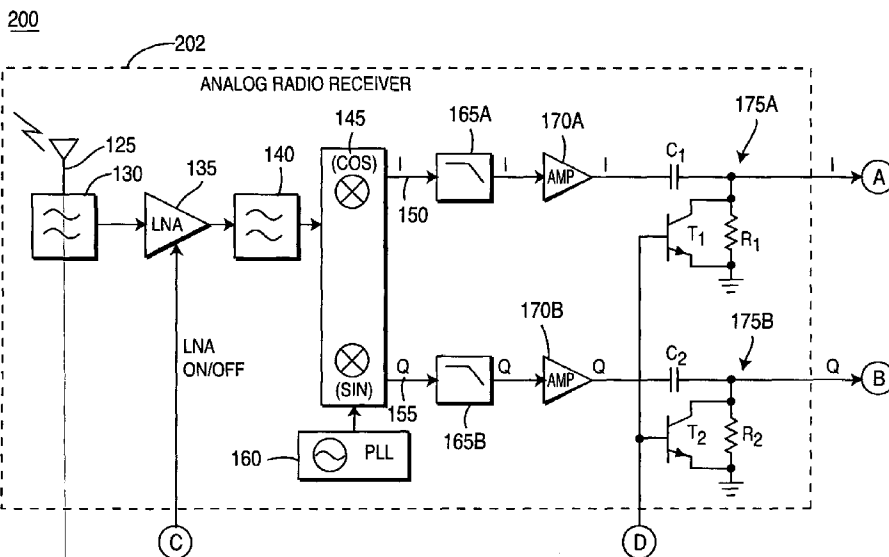 200
202
ANALOG RADIO RECEIVER
125
130
135
LNA
140
145
(COS)
I
150
165A
I
170A
AMP
I
C1
175A
I
A
T1
R1
LNA
ON/OFF
(SIN)
Q
155
165B
Q
170B
AMP
Q
C2
175B
Q
B
T2
R2
160
PLL
C
D